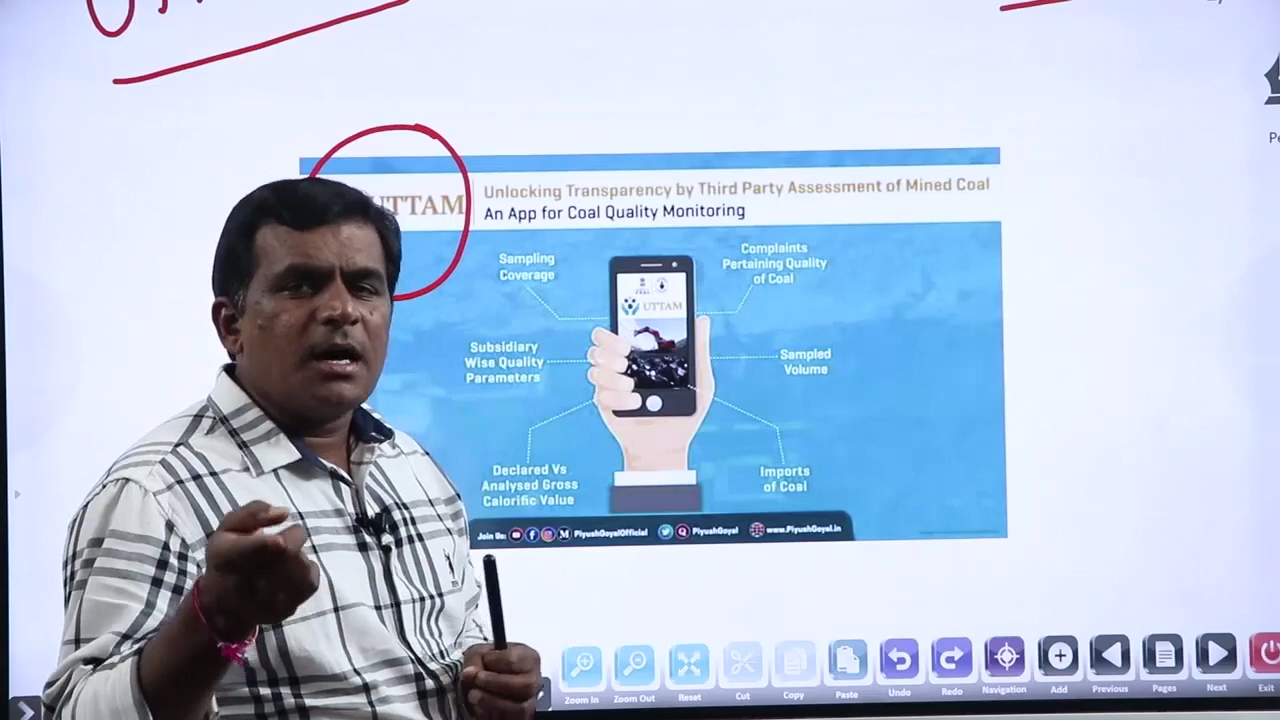 UTTAM
Unlocking Transparency by Third Party Assessment of Mined Coal
An App for Coal Quality Monitoring
Sampling
Coverage
Complaints
Pertaining Quality
of Coal
UTTAM
Subsidiary
Wise Quality
Parameters
Sampled
Volume
Declared Vs
Analysed Gross
Calorific Value
Imports
of Coal
Join Us: PiyushGoyalOfficial PiyushGoyal www.PiyushGoyal.in
Zoom In Zoom Out Reset Cut Copy Paste Undo Redo Navigation Add Previous Pages Next Exit